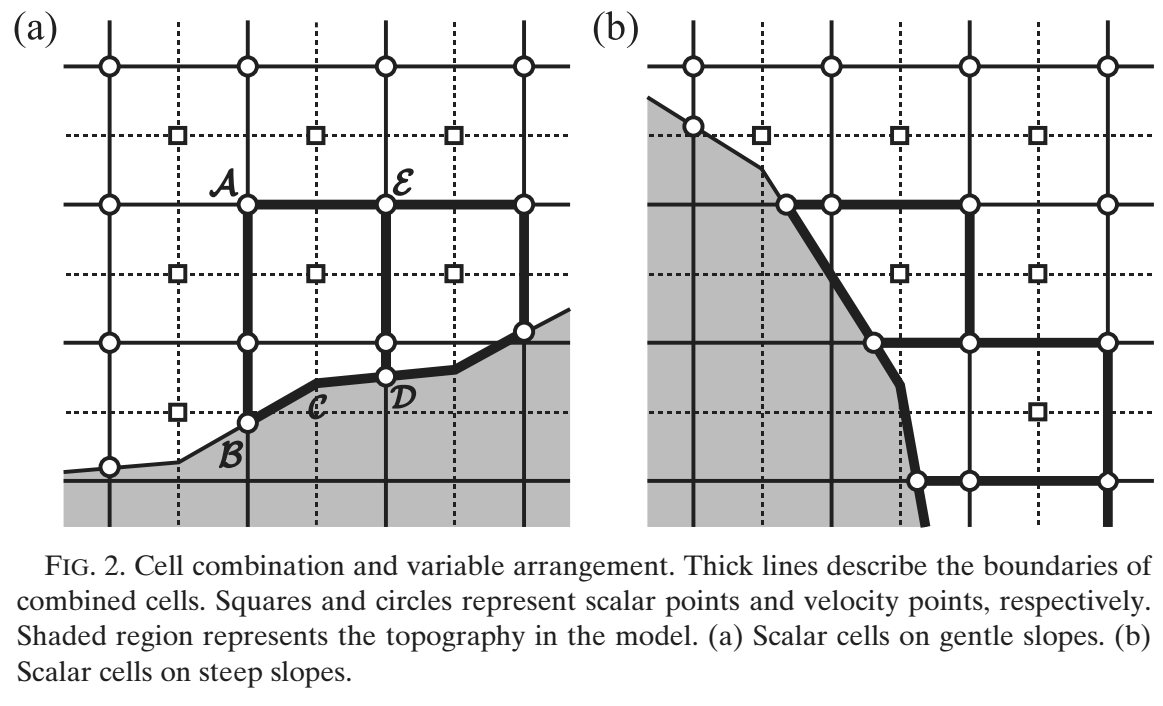 (a)
(b)
A
E
B
C
D
FIG. 2. Cell combination and variable arrangement. Thick lines describe the boundaries of
combined cells. Squares and circles represent scalar points and velocity points, respectively.
Shaded region represents the topography in the model. (a) Scalar cells on gentle slopes. (b)
Scalar cells on steep slopes.